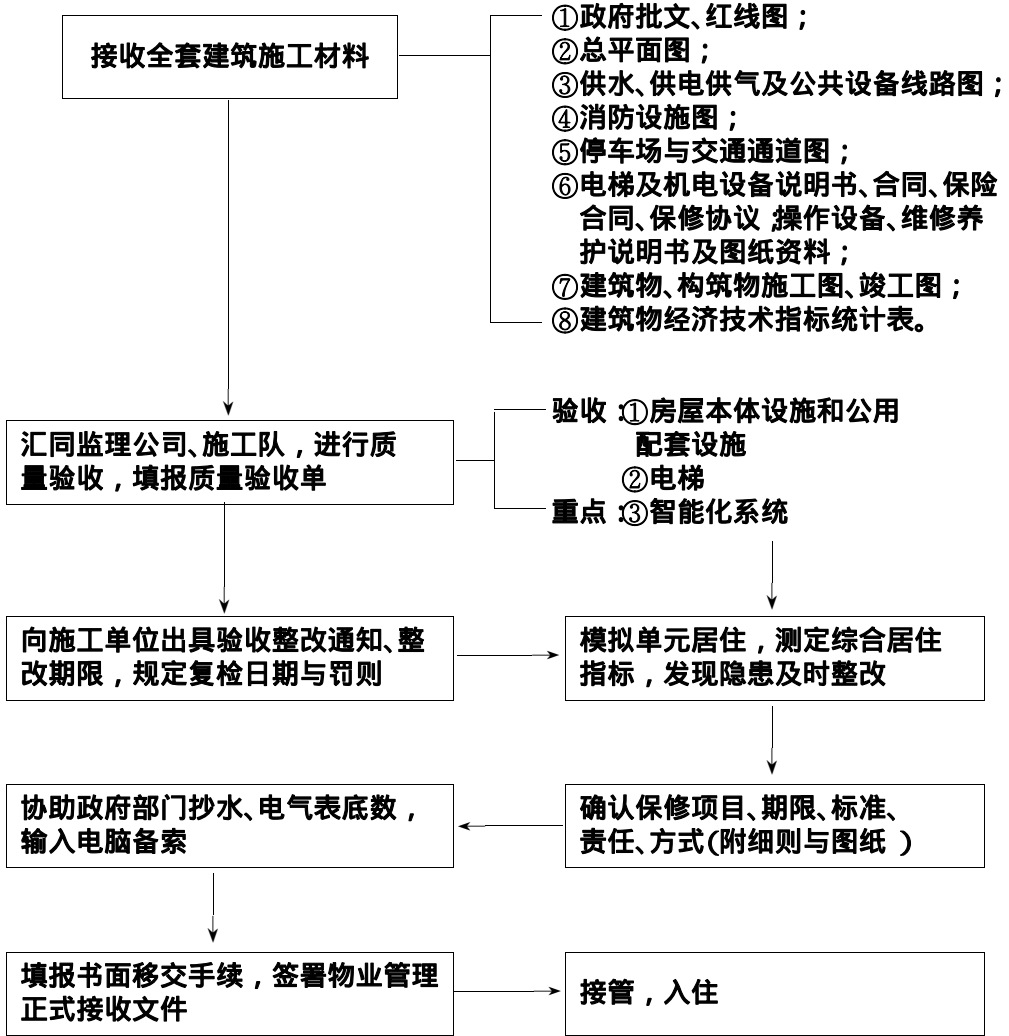 接收全套建筑施工材料
①政府批文、红线图；
②总平面图；
③供水、供电供气及公共设备线路图；
④消防设施图；
⑤停车场与交通通道图；
⑥电梯及机电设备说明书、合同、保险
合同、保修协议，操作设备、维修养
护说明书及图纸资料；
⑦建筑物、构筑物施工图、竣工图；
⑧建筑物经济技术指标统计表。
汇同监理公司、施工队，进行质
量验收，填报质量验收单
验收：①房屋本体设施和公用
配套设施
②电梯
重点：③智能化系统
向施工单位出具验收整改通知、整
改期限，规定复检日期与罚则
模拟单元居住，测定综合居住
指标，发现隐患及时整改
协助政府部门抄水、电气表底数，
输入电脑备索
确认保修项目、期限、标准、
责任、方式(附细则与图纸 )
填报书面移交手续，签署物业管理
正式接收文件
接管，入住